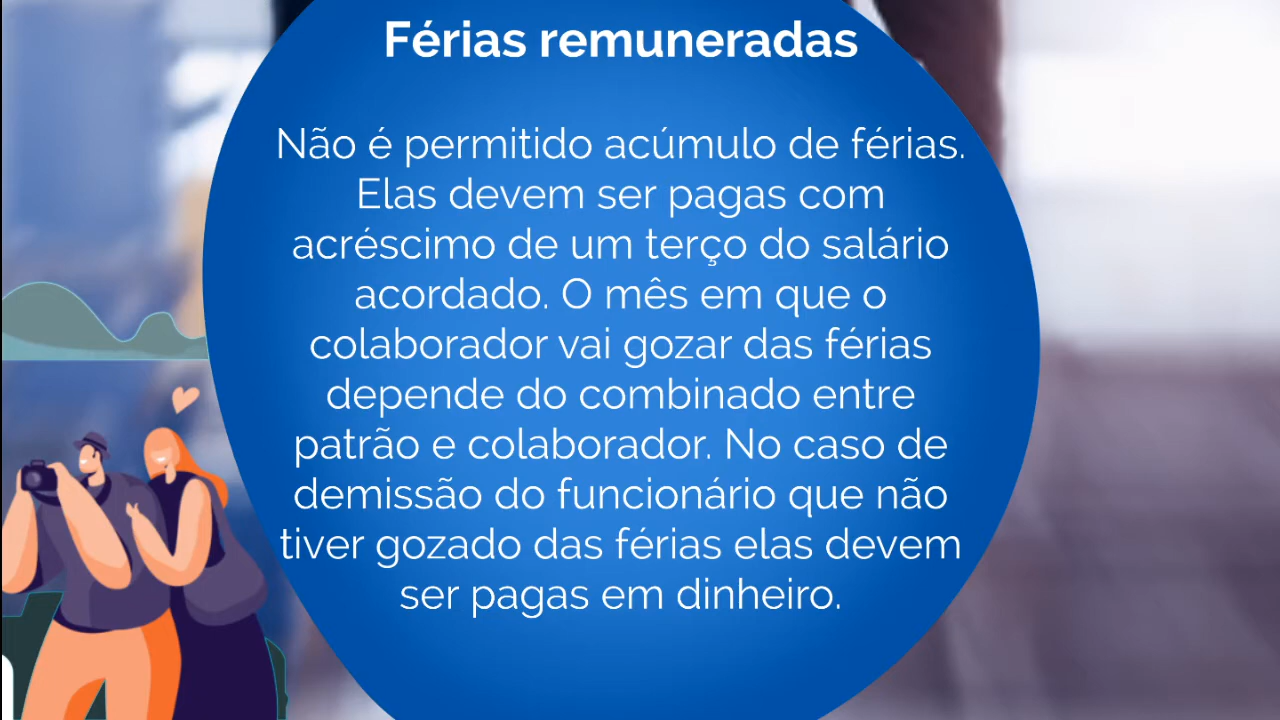 Férias remuneradas
Não é permitido acúmulo de férias.
Elas devem ser pagas com
acréscimo de um terço do salário
acordado. O mês em que o
colaborador vai gozar das férias
depende do combinado entre
patrão e colaborador. No caso de
demissão do funcionário que não
tiver gozado das férias elas devem
ser pagas em dinheiro.